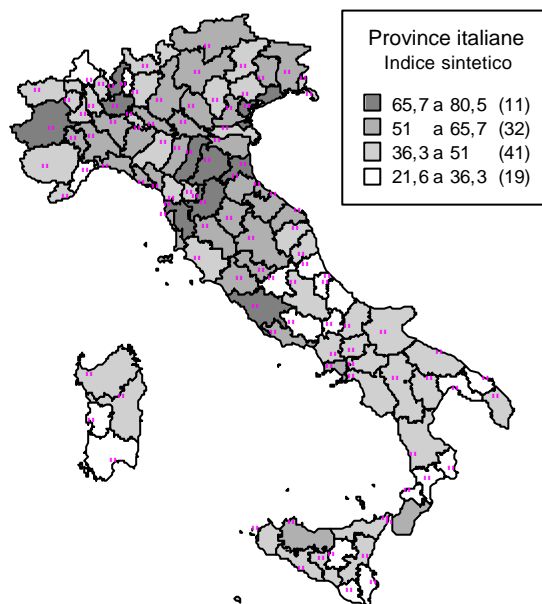 Province italiane
Indice sintetico
65,7 a 80,5 (11)
51 a 65,7 (32)
36,3 a 51 (41)
21,6 a 36,3 (19)